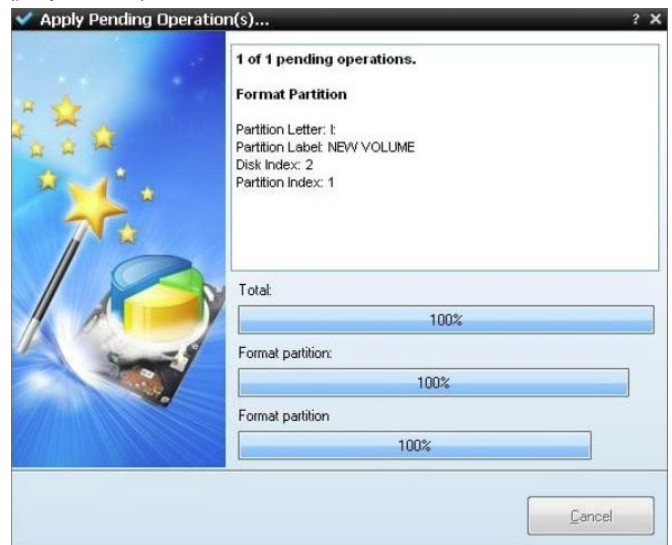 Apply Pending Operation(s)...
1 of 1 pending operations.
Format Partition
Partition Letter: I:
Partition Label: NEW VOLUME
Disk Index: 2
Partition Index: 1
Total:
100%
Format partition:
100%
Format partition
100%
Cancel